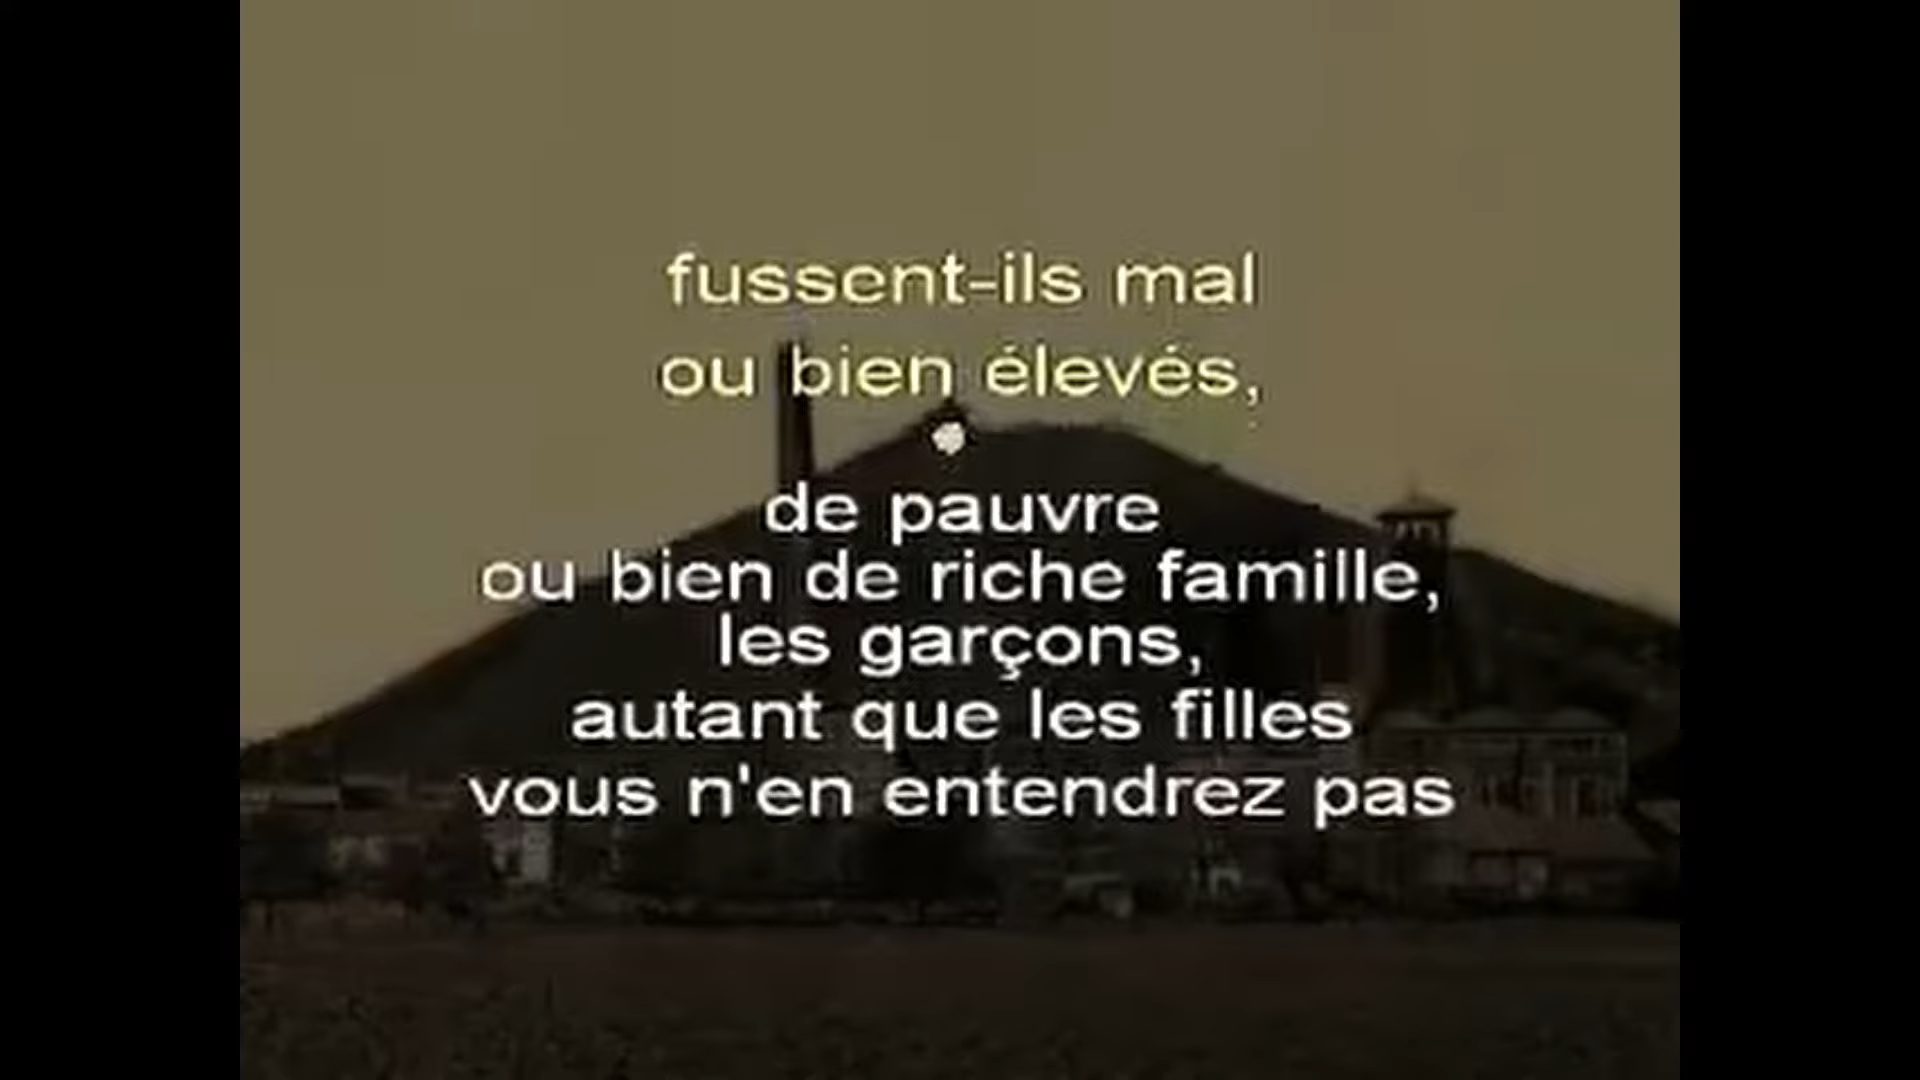 fussent-ils mal
ou bien élevés,
de pauvre
ou bien de riche famille,
les garçons,
autant que les filles
vous n'en entendrez pas